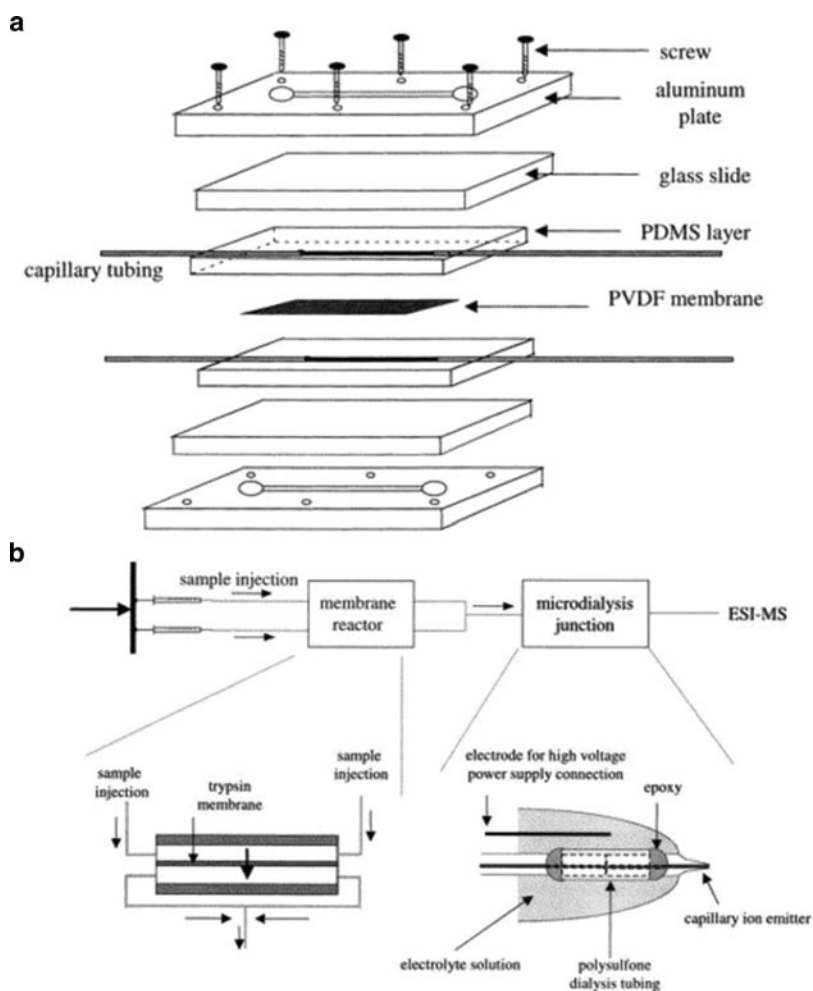 a
screw
aluminum
plate
glass slide
PDMS layer
capillary tubing
PVDF membrane
b
sample injection
membrane
reactor
microdialysis
junction
ESI-MS
sample
injection
trypsin
membrane
sample
injection
electrode for high voltage
power supply connection
epoxy
capillary ion emitter
electrolyte solution
polysulfone
dialysis tubing